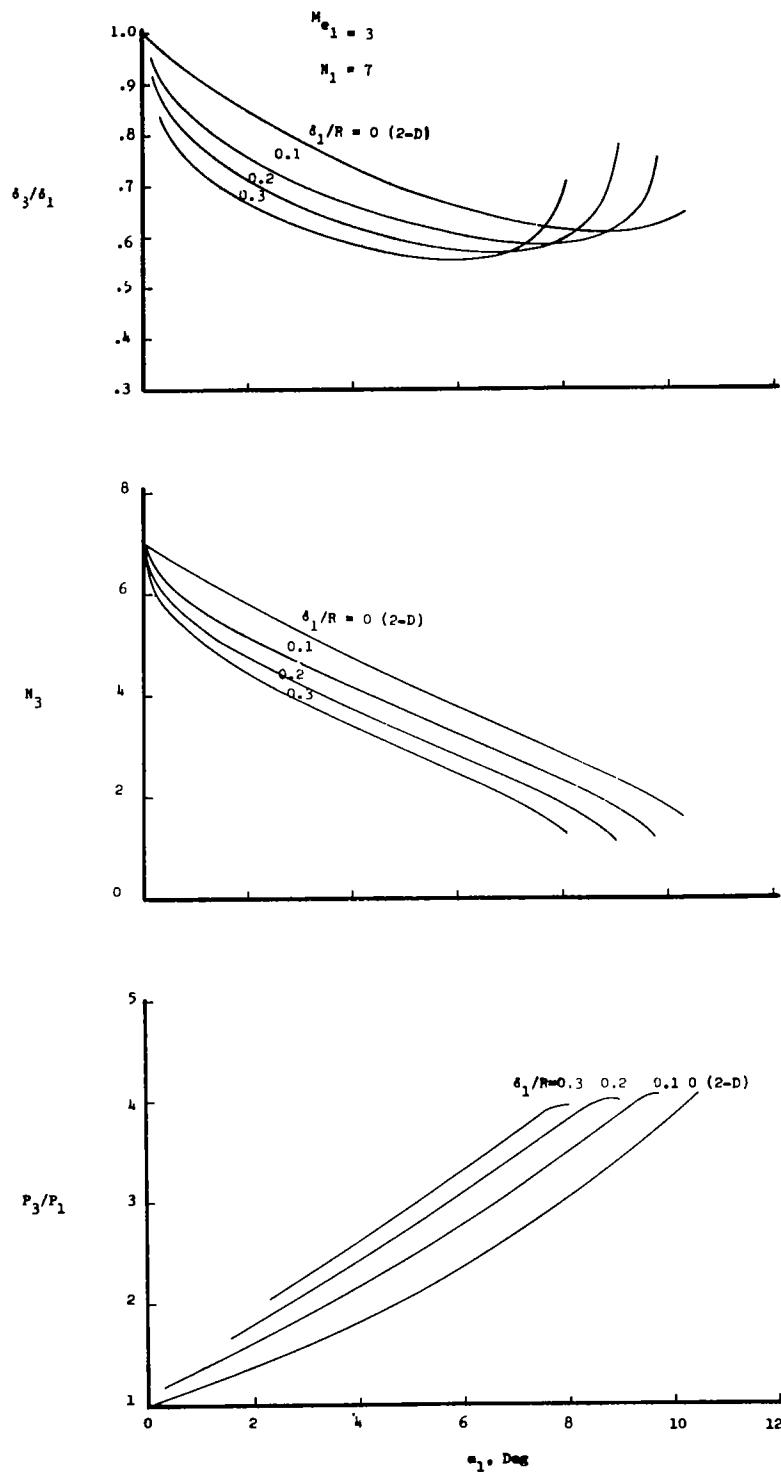 M_e1 = 3
N_1 = 7
δ_1/R = 0 (2-D)
0.1
0.2
0.3
1.0
.9
.8
.7
.6
.5
.4
.3
δ_3/δ_1
8
6
4
2
0
N_3
δ_1/R = 0 (2-D)
0.1
0.2
0.3
5
4
3
2
1
P_3/P_1
δ_1/R=0.3 0.2 0.1 0 (2-D)
0 2 4 6 8 10 12
α_1, Deg